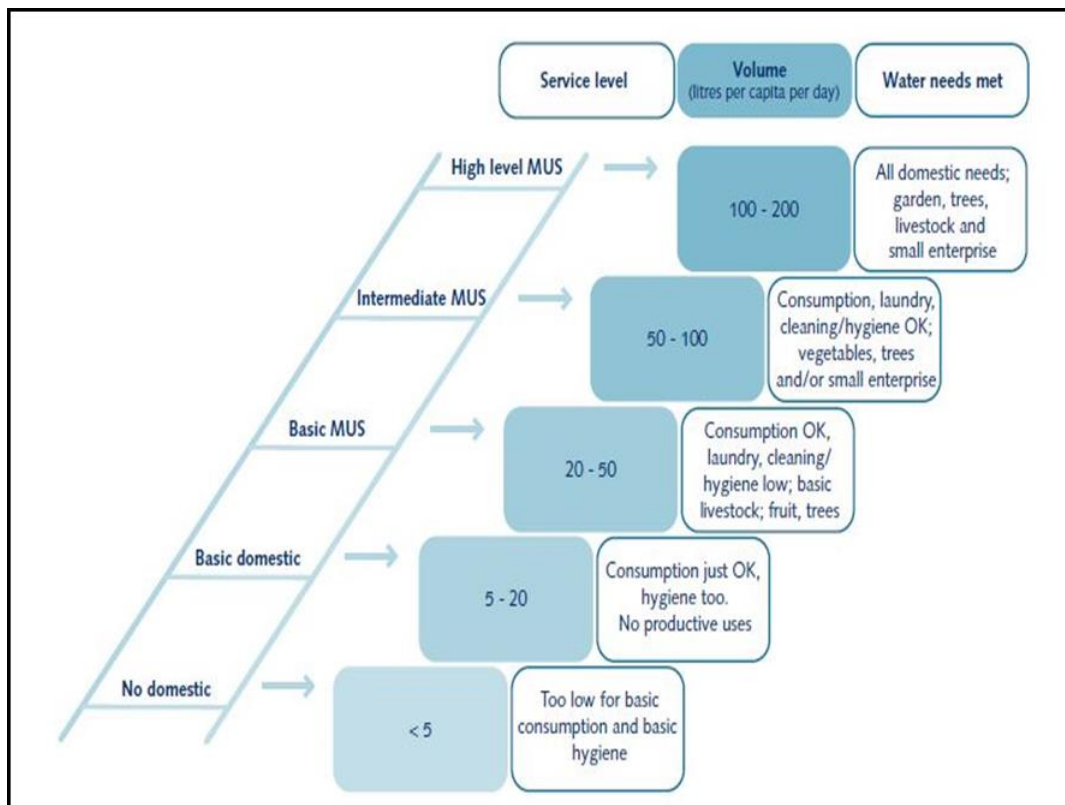 Service level
Volume
(litres per capita per day)
Water needs met
High level MUS
100 - 200
All domestic needs;
garden, trees,
livestock and
small enterprise
Intermediate MUS
50 - 100
Consumption, laundry,
cleaning/hygiene OK;
vegetables, trees
and/or small enterprise
Basic MUS
20 - 50
Consumption OK,
laundry, cleaning/
hygiene low; basic
livestock; fruit, trees
Basic domestic
5 - 20
Consumption just OK,
hygiene too.
No productive uses
No domestic
< 5
Too low for basic
consumption and basic
hygiene